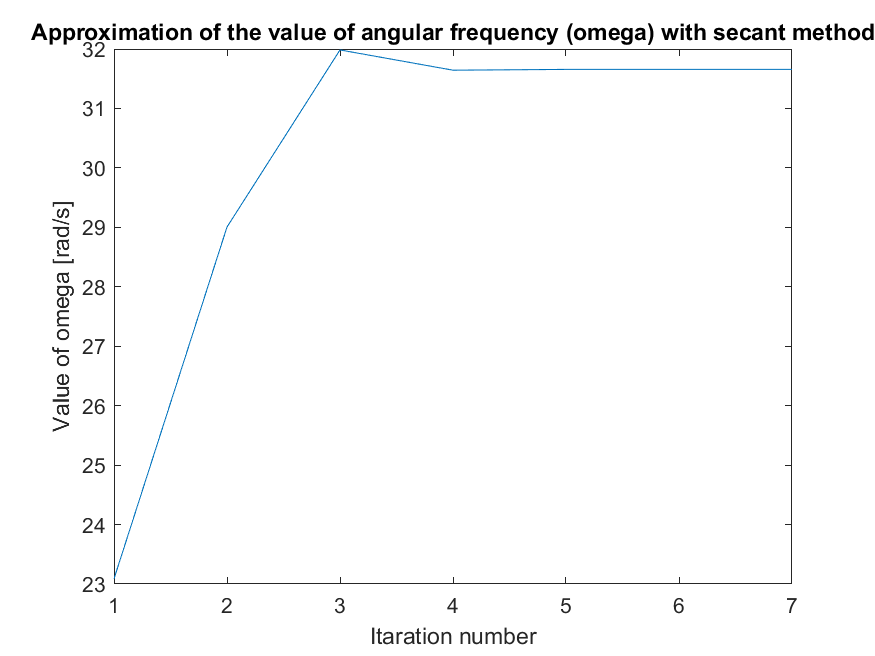 Approximation of the value of angular frequency (omega) with secant method
Value of omega [rad/s]
32
31
30
29
28
27
26
25
24
23
1 2 3 4 5 6 7
Itaration number